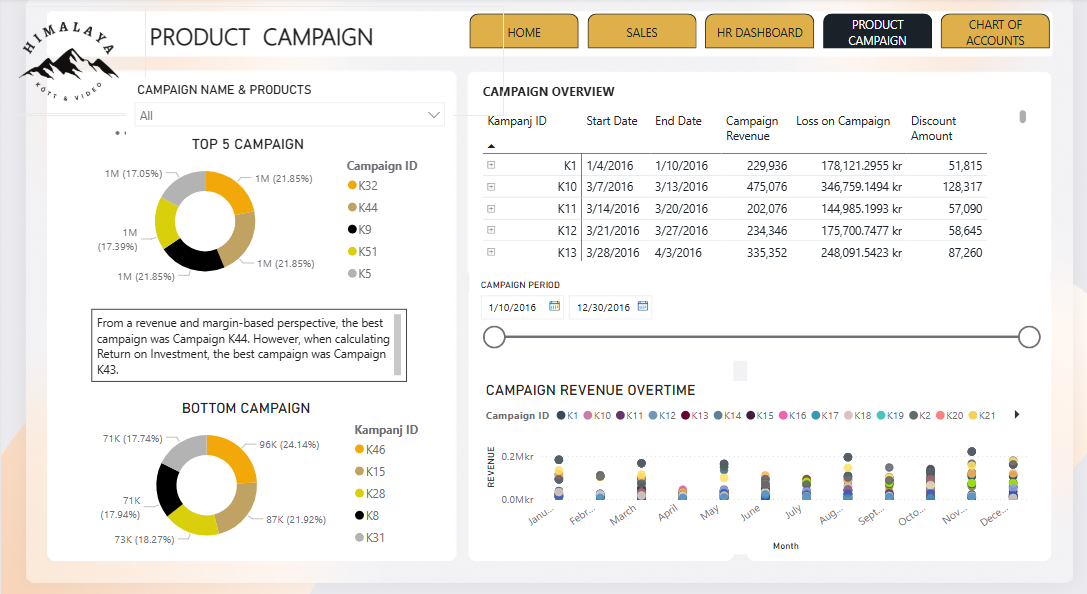 HIMALAYA
KÖTT & VIDEO
PRODUCT CAMPAIGN
HOME
SALES
HR DASHBOARD
PRODUCT
CAMPAIGN
CHART OF
ACCOUNTS
CAMPAIGN NAME & PRODUCTS
All
TOP 5 CAMPAIGN
1M (17.05%)
1M (21.85%)
1M
(17.39%)
1M (21.85%)
1M (21.85%)
Campaign ID
K32
K44
K9
K51
K5
From a revenue and margin-based perspective, the best
campaign was Campaign K44. However, when calculating
Return on Investment, the best campaign was Campaign
K43.
BOTTOM CAMPAIGN
71K (17.74%)
96K (24.14%)
71K
(17.94%)
87K (21.92%)
73K (18.27%)
Kampanj ID
K46
K15
K28
K8
K31
CAMPAIGN OVERVIEW
Kampanj ID Start Date End Date Campaign Loss on Campaign Discount
Revenue Amount
K1 1/4/2016 1/10/2016 229,936 178,121.2955 kr 51,815
K10 3/7/2016 3/13/2016 475,076 346,759.1494 kr 128,317
K11 3/14/2016 3/20/2016 202,076 144,985.1993 kr 57,090
K12 3/21/2016 3/27/2016 234,346 175,700.7477 kr 58,645
K13 3/28/2016 4/3/2016 335,352 248,091.5423 kr 87,260
CAMPAIGN PERIOD
1/10/2016 12/30/2016
CAMPAIGN REVENUE OVERTIME
Campaign ID K1 K10 K11 K12 K13 K14 K15 K16 K17 K18 K19 K2 K20 K21
REVENUE
0.2Mkr
0.0Mkr
Janu... Febr... March April May June July Aug... Sept... Octo... Nov... Dece...
Month